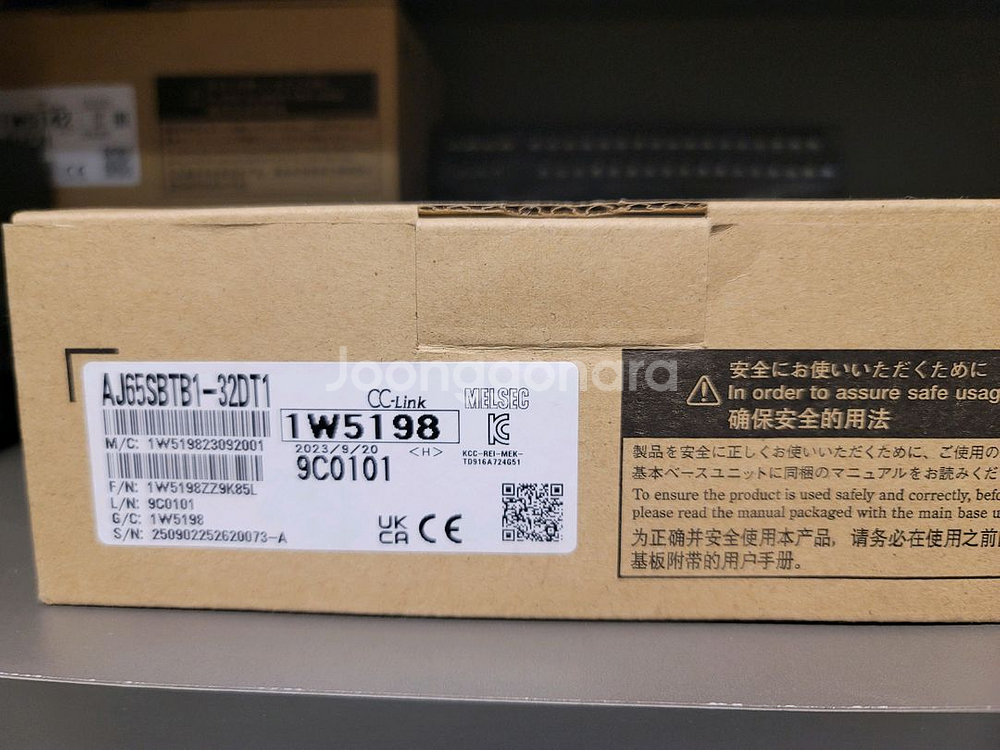 Joonggonara
AJ65SBTB1-32DT1
CC-Link
MELSEC
M/C: 1W519823092001
1W5198
2023/9/20 <H>
KCC-REI-MEK-
TD916A724G51
9C0101
F/N: 1W5198ZZ9K85L
L/N: 9C0101
G/C: 1W5198
S/N: 250902252620073-A
UK
CA CE
安全にお使いいただくために
In order to assure safe usag
确保安全的用法
製品を安全に正しくお使いいただくために、ご使用の
基本ベースユニットに同梱のマニュアルをお読みくだ
To ensure the product is used safely and correctly, bef
please read the manual packaged with the main base u
为正确并安全使用本产品，请务必在使用之前
基板附带的用户手册。